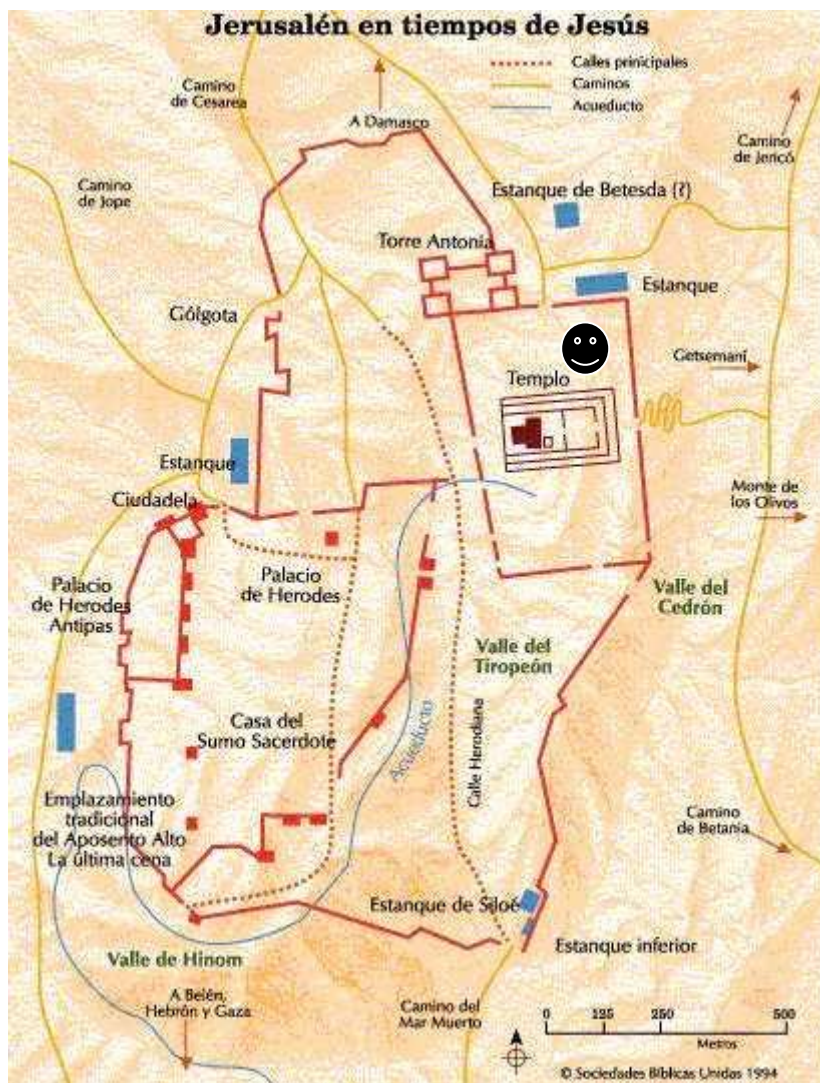 Jerusalén en tiempos de Jesús
Calles prinicipales
Caminos
Acueducto
Camino
de Cesarea
A Damasco
Camino
de Jericó
Camino
de Jope
Estanque de Betesda (?)
Torre Antonia
Estanque
Gólgota
Getsemaní
Templo
Estanque
Ciudadela
Monte de
los Olivos
Palacio
de Herodes
Antipas
Palacio
de Herodes
Valle del
Cedrón
Valle del
Tiropeón
Casa del
Sumo Sacerdote
Acueducto
Calle Herodiana
Emplazamiento
tradicional
del Aposento Alto
La última cena
Camino
de Betania
Estanque de Siloé
Estanque inferior
Valle de Hinom
A Belén,
Hebrón y Gaza
Camino del
Mar Muerto
0 125 250 500
Metros
© Sociedades Bíblicas Unidas 1994